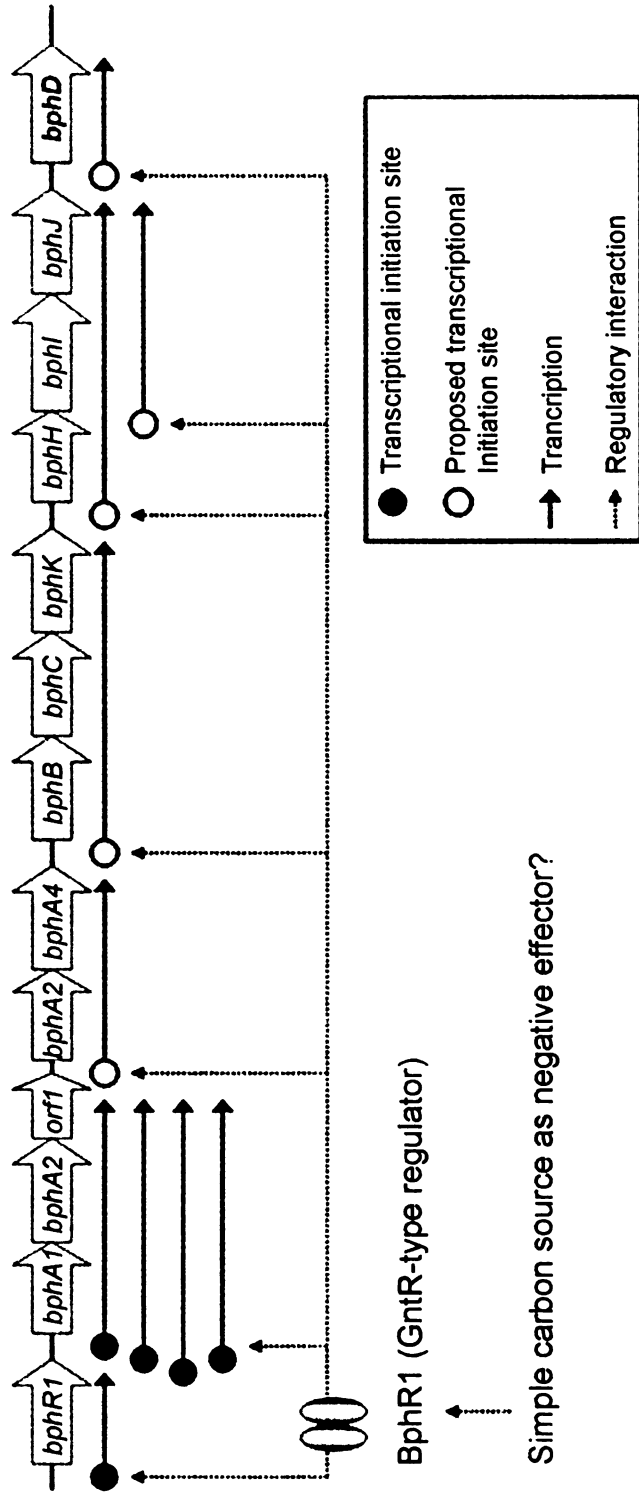 bphR1
bphA1
bphA2
orf1
bphA2
bphA4
bphB
bphC
bphK
bphH
bphI
bphJ
bphD
BphR1 (GntR-type regulator)
Simple carbon source as negative effector?
Transcriptional initiation site
Proposed transcriptional
Initiation site
Trancription
Regulatory interaction